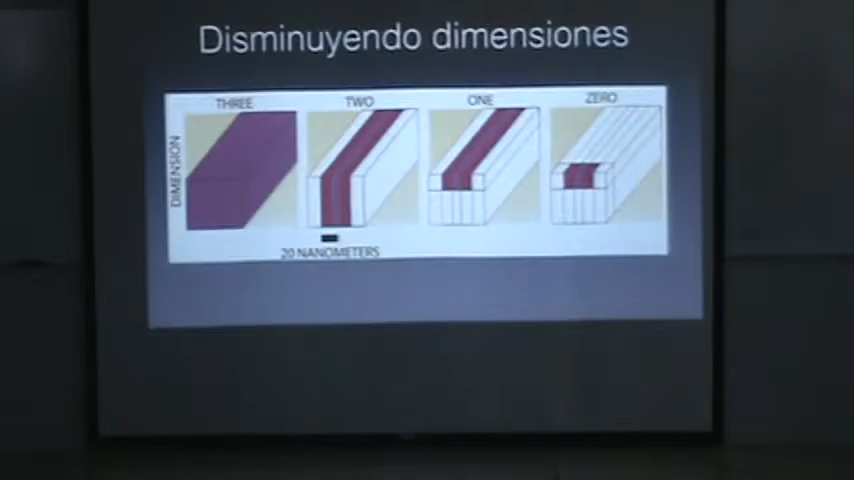 Disminuyendo dimensiones
THREE TWO ONE ZERO
DIMENSION
20 NANOMETERS